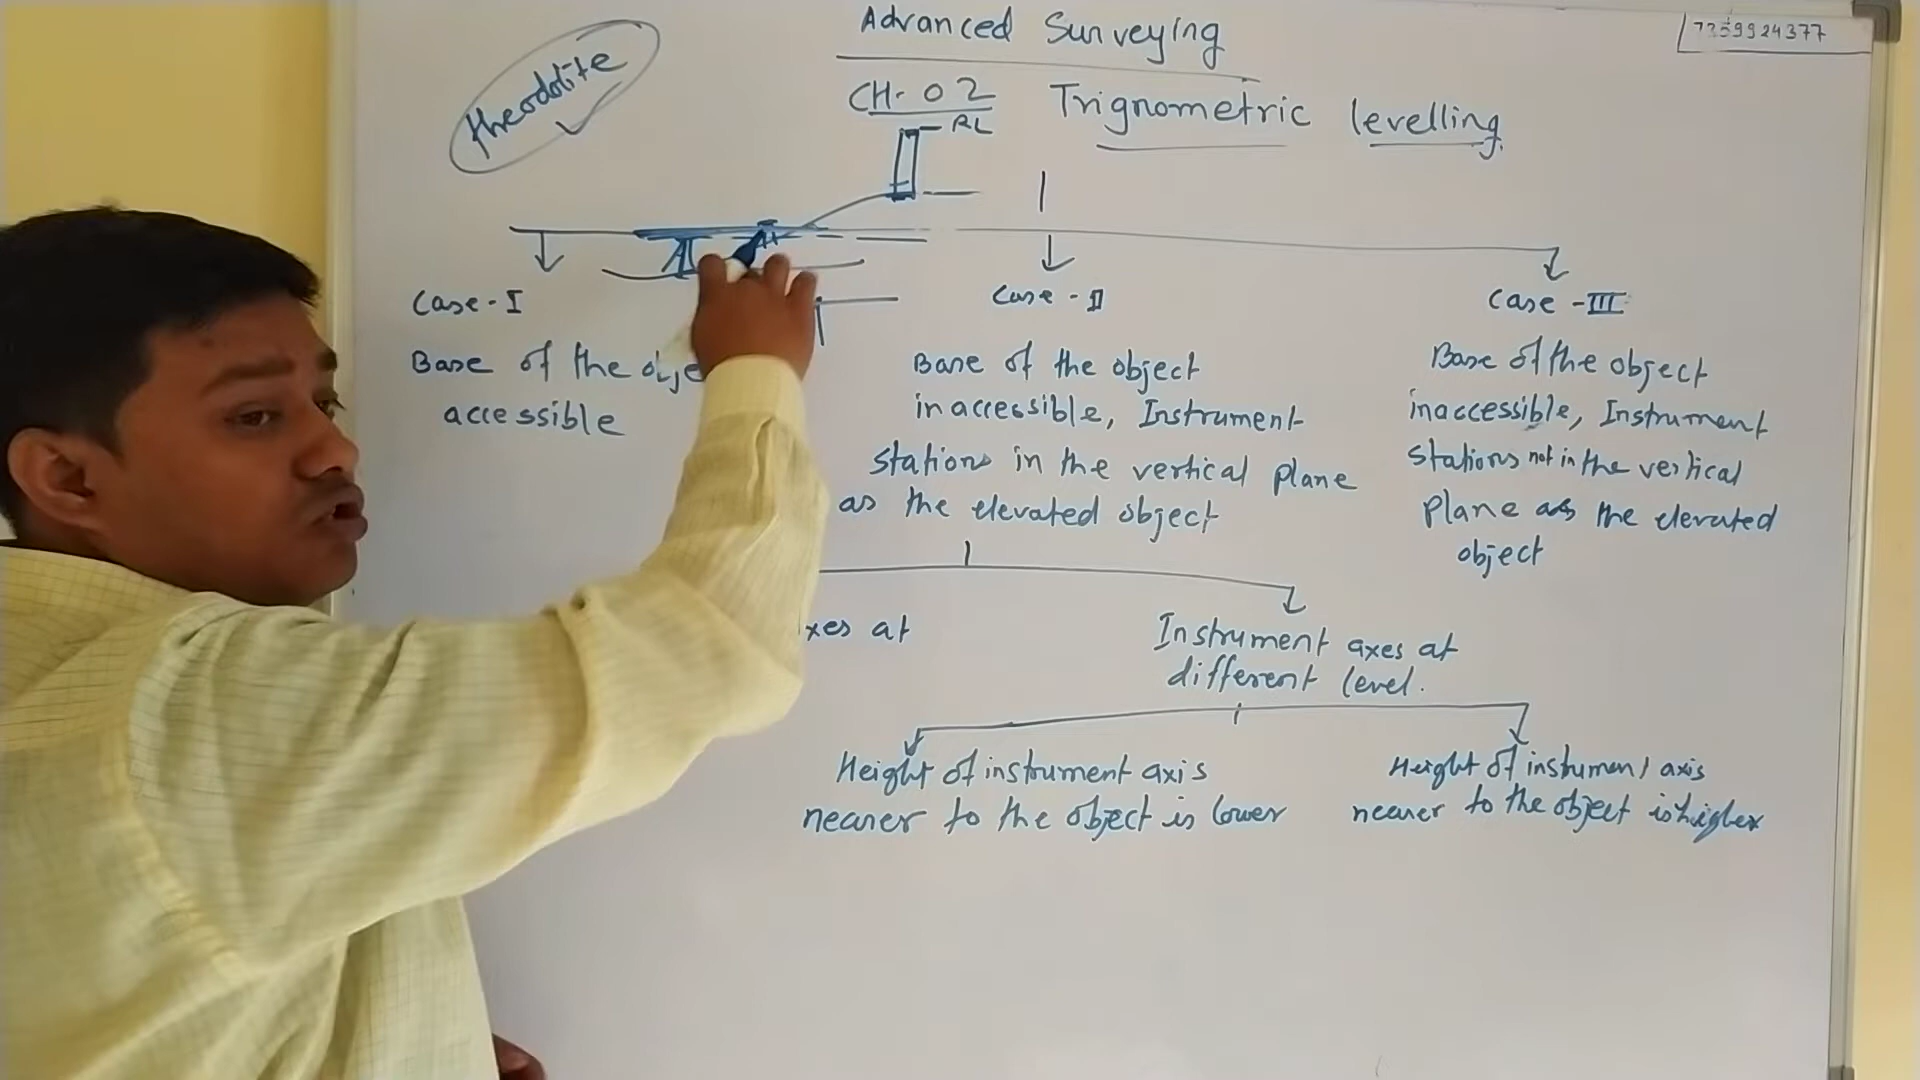 Advanced Surveying
7359924377
theodolite
CH- 02 Trignometric levelling
RL
Case - I
Base of the obje
accessible
Case - II
Base of the object
inaccessible, Instrument
stations in the vertical plane
as the elevated object
Case - III
Base of the object
inaccessible, Instrument
stations not in the vertical
plane as the elevated
object
xes at
Instrument axes at
different level.
Height of instrument axis
nearer to the object is lower
Height of instrument axis
nearer to the object is higher